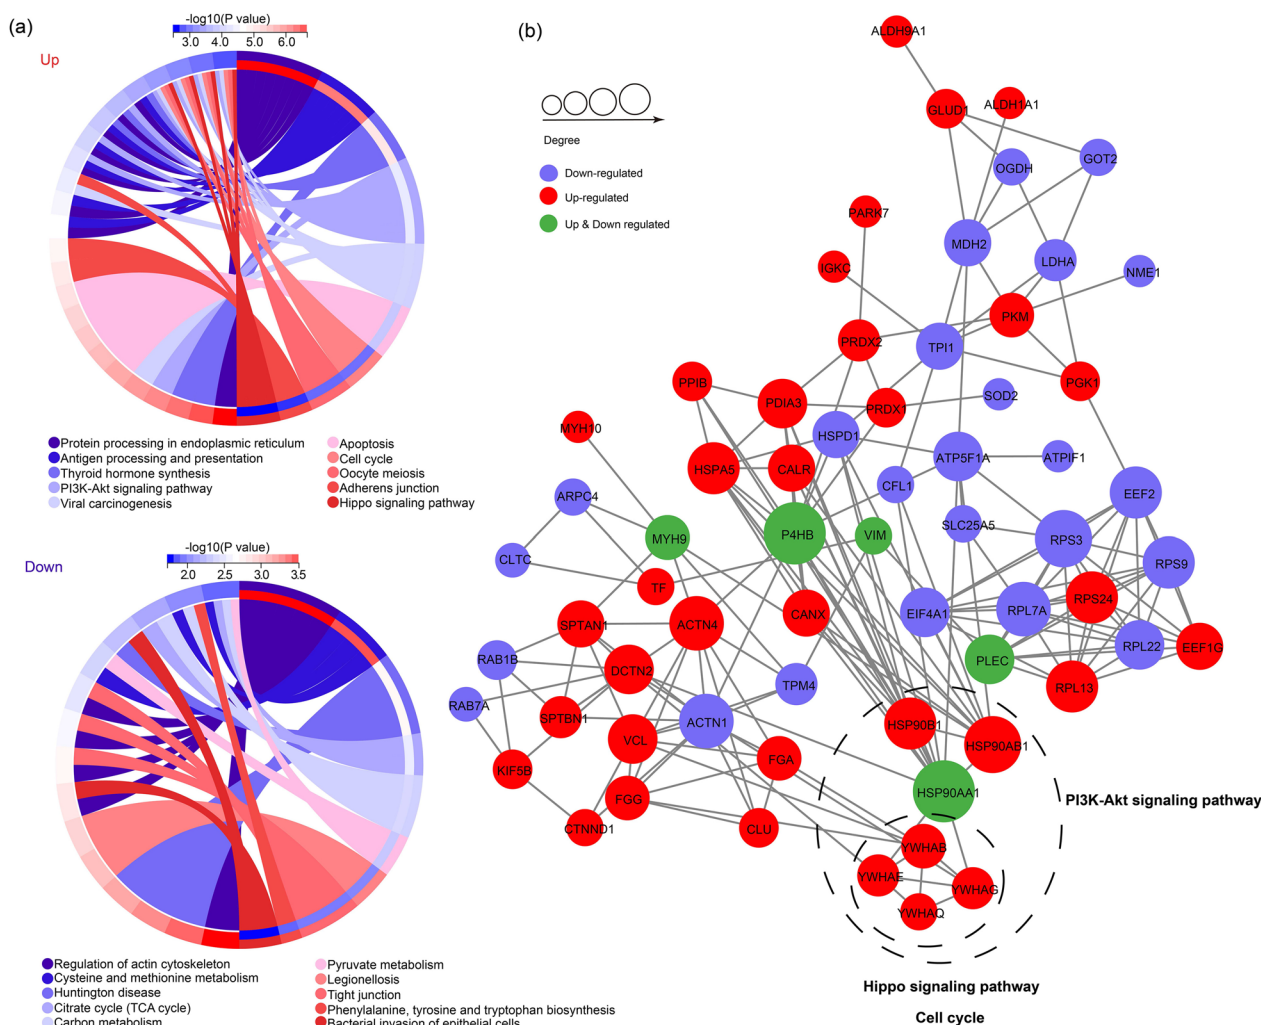 (a)
-log10(P value)
3.0 4.0 5.0 6.0
Up
Protein processing in endoplasmic reticulum
Antigen processing and presentation
Thyroid hormone synthesis
PI3K-Akt signaling pathway
Viral carcinogenesis
Apoptosis
Cell cycle
Oocyte meiosis
Adherens junction
Hippo signaling pathway
Down
-log10(P value)
2.0 2.5 3.0 3.5
Regulation of actin cytoskeleton
Cysteine and methionine metabolism
Huntington disease
Citrate cycle (TCA cycle)
Carbon metabolism
Pyruvate metabolism
Legionellosis
Tight junction
Phenylalanine, tyrosine and tryptophan biosynthesis
Bacterial invasion of epithelial cells
(b)
Degree
Down-regulated
Up-regulated
Up & Down regulated
ALDH9A1
GLUD1
ALDH1A1
OGDH
GOT2
PARK7
MDH2
LDHA
NME1
IGKC
PKM
PRDX2
TPI1
PPIB
PDIA3
PRDX1
SOD2
PGK1
MYH10
HSPD1
HSPA5
CALR
ATP5F1A
ATPIF1
CFL1
EEF2
ARPC4
MYH9
P4HB
VIM
SLC25A5
RPS3
CLTC
RPS9
TF
CANX
EIF4A1
RPL7A
RPS24
SPTAN1
ACTN4
RPL22
EEF1G
RAB1B
DCTN2
TPM4
PLEC
RPL13
RAB7A
SPTBN1
ACTN1
HSP90B1
VCL
HSP90AB1
KIF5B
FGA
HSP90AA1
FGG
CTNND1
CLU
YWHAB
YWHAE
YWHAG
YWHAQ
PI3K-Akt signaling pathway
Hippo signaling pathway
Cell cycle